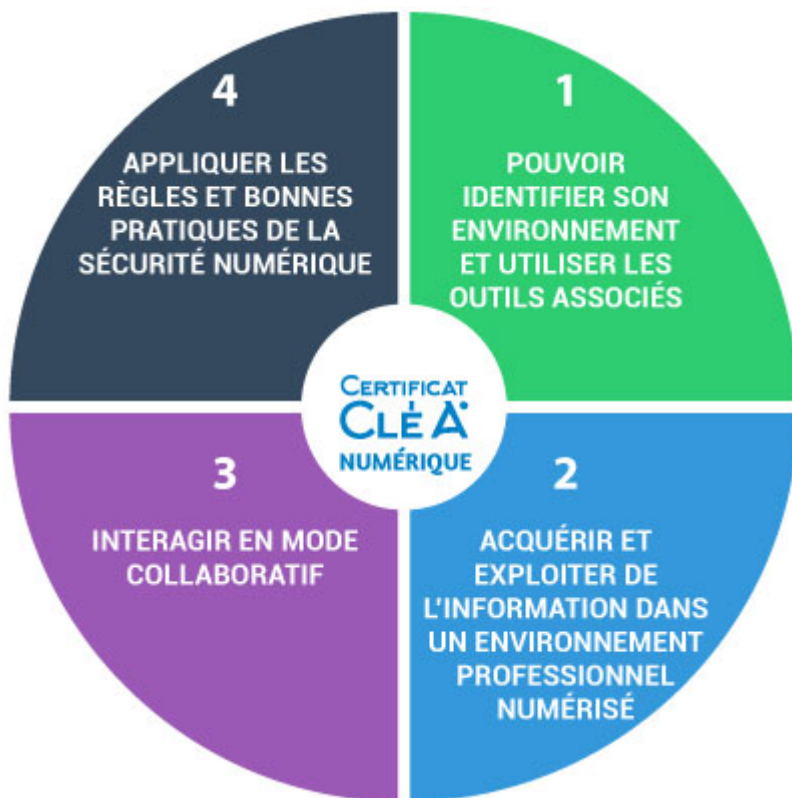 4
APPLIQUER LES
RÈGLES ET BONNES
PRATIQUES DE LA
SÉCURITÉ NUMÉRIQUE
1
POUVOIR
IDENTIFIER SON
ENVIRONNEMENT
ET UTILISER LES
OUTILS ASSOCIÉS
CERTIFICAT
CLÉA
NUMÉRIQUE
3
INTERAGIR EN MODE
COLLABORATIF
2
ACQUÉRIR ET
EXPLOITER DE
L'INFORMATION DANS
UN ENVIRONNEMENT
PROFESSIONNEL
NUMÉRISÉ